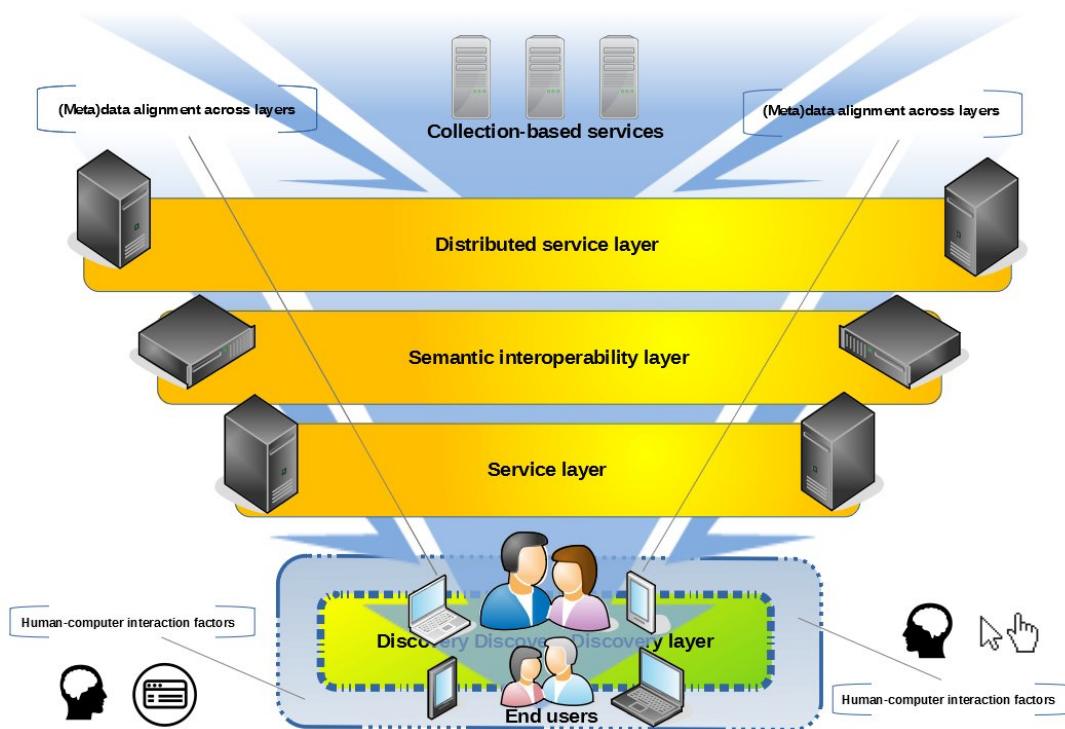 (Meta)data alignment across layers
(Meta)data alignment across layers
Collection-based services
Distributed service layer
Semantic interoperability layer
Service layer
Human-computer interaction factors
Discovery Discovery Discovery layer
Human-computer interaction factors
End users